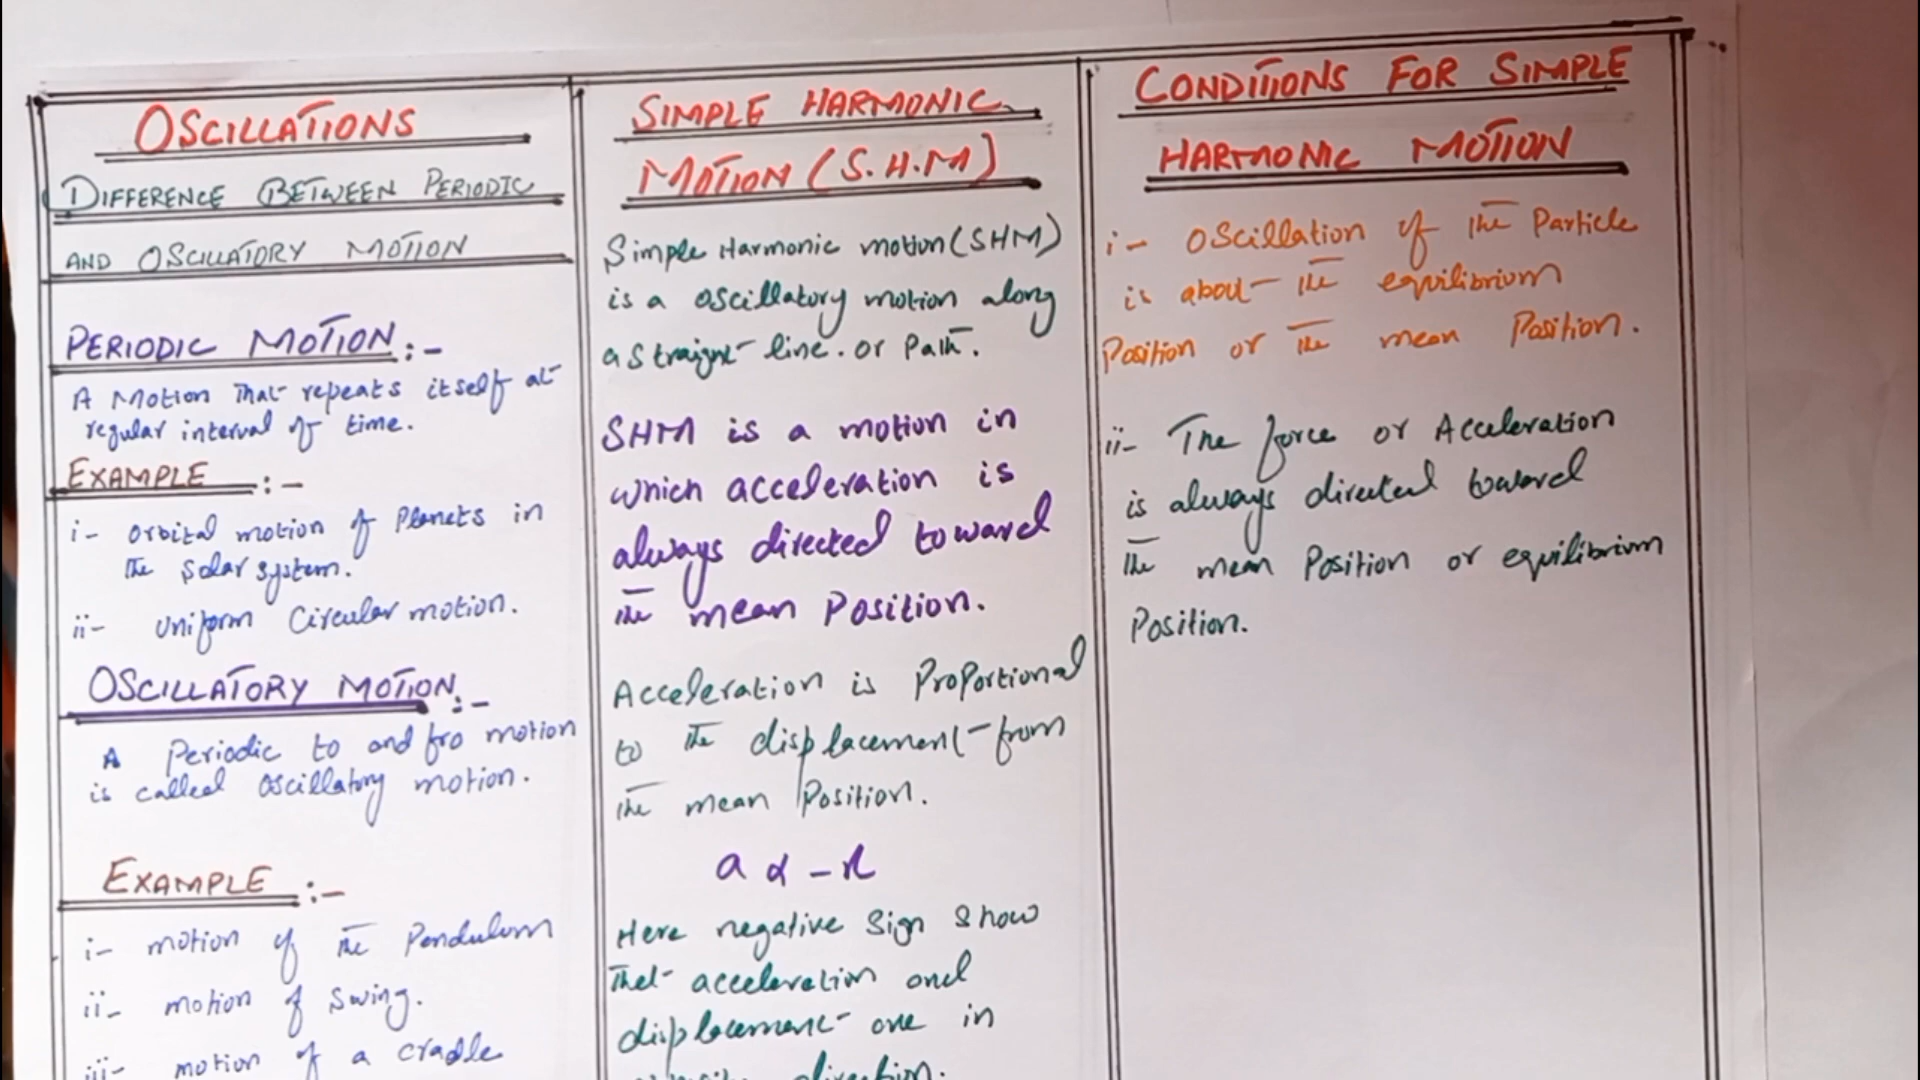 OSCILLATIONS
DIFFERENCE BETWEEN PERIODIC
AND OSCILLATORY MOTION
PERIODIC MOTION:-
A Motion That repeats itself at
regular interval of time.
EXAMPLE :-
i- orbital motion of Planets in
the Solar system.
ii- uniform Circular motion.
OSCILLATORY MOTION:-
A Periodic to and fro motion
is called oscillatory motion.
EXAMPLE :-
i- motion of the Pendulum
ii- motion of swing.
iii- motion of a cradle
SIMPLE HARMONIC
MOTION (S.H.M)
Simple Harmonic motion (SHM)
is a oscillatory motion along
a straight line. or Path.
SHM is a motion in
which acceleration is
always directed toward
the mean Position.
Acceleration is Proportional
to the displacement from
the mean Position.
a α -x
Here negative sign show
That acceleration and
displacement are in
direction.
CONDITIONS FOR SIMPLE
HARMONIC MOTION
i- Oscillation of the Particle
is about the equilibrium
Position or the mean Position.
ii- The force or Acceleration
is always directed toward
the mean Position or equilibrium
Position.